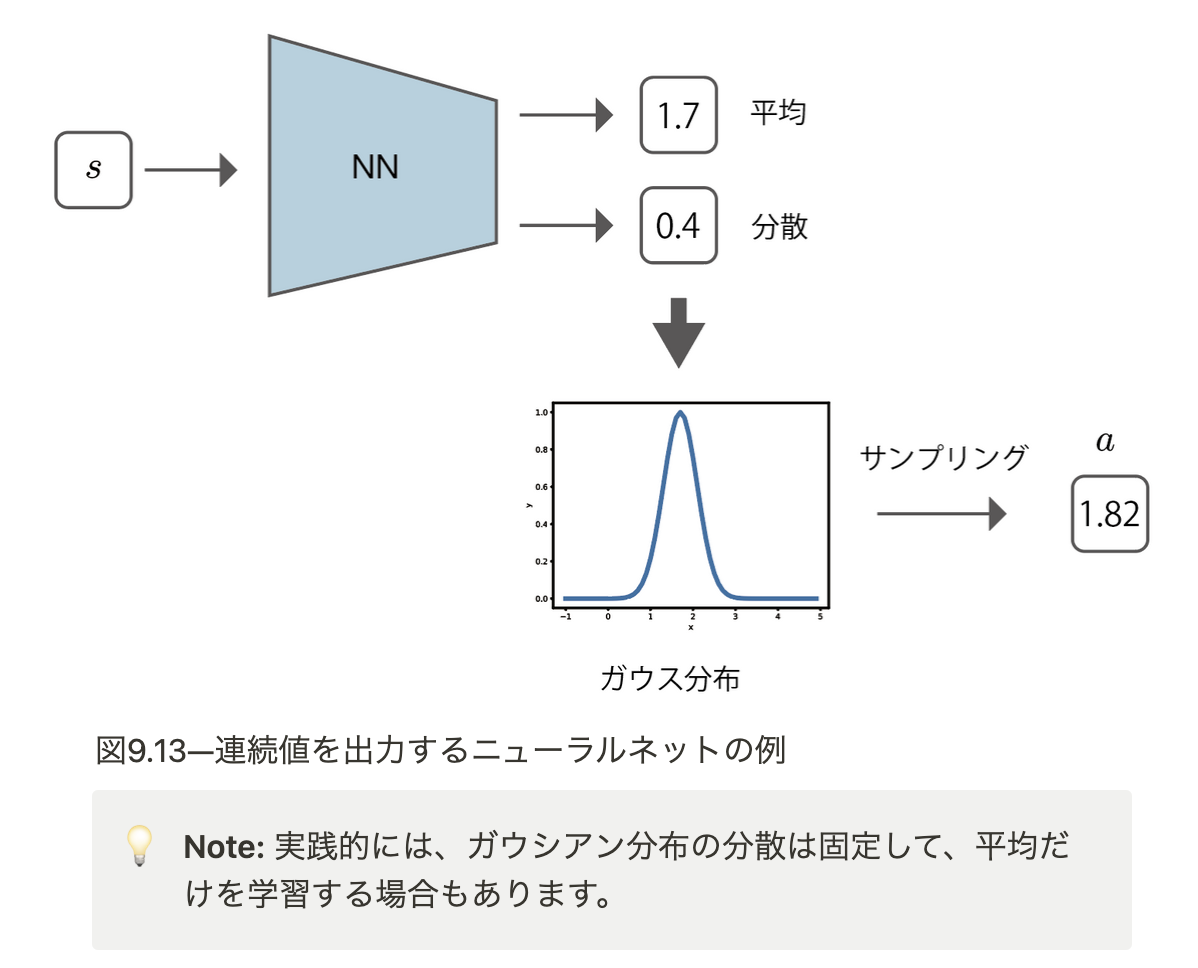 s
NN
1.7 平均
0.4 分散
1.0
0.8
0.6
0.4
0.2
0.0
y
−1 0 1 2 3 4 5
x
サンプリング
a
1.82
ガウス分布
図9.13—連続値を出力するニューラルネットの例
Note: 実践的には、ガウシアン分布の分散は固定して、平均だ
けを学習する場合もあります。